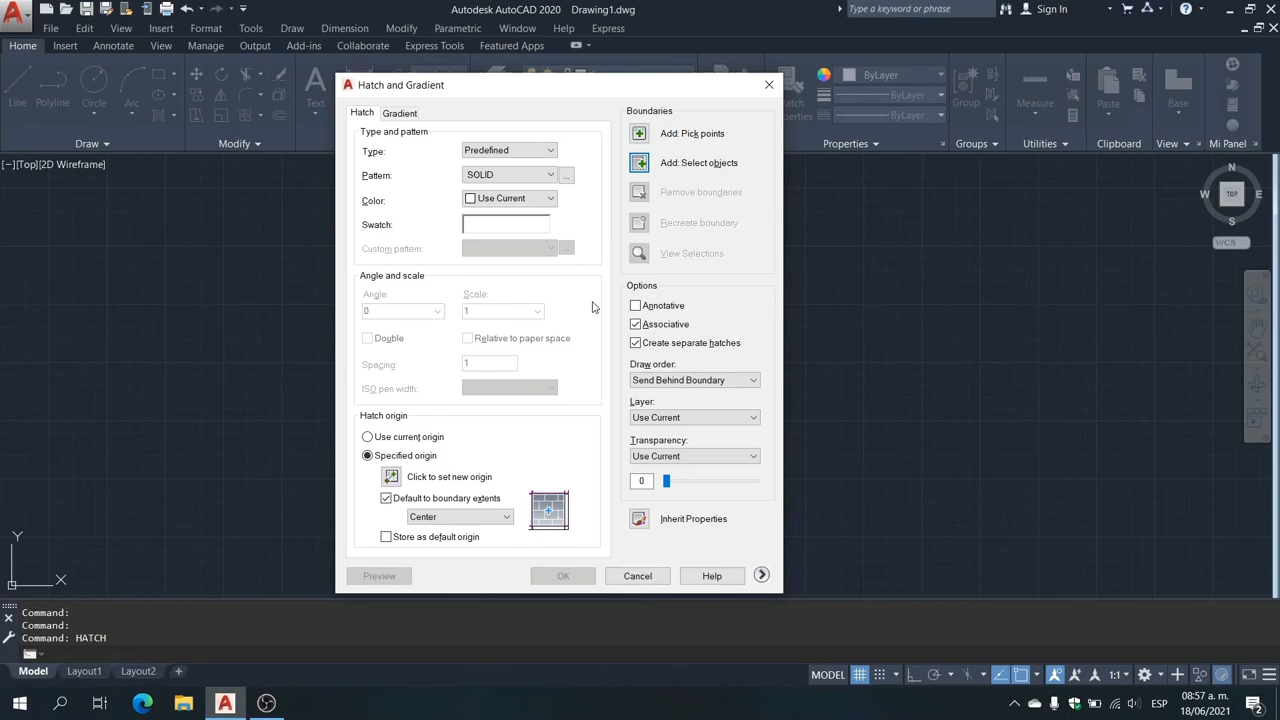 Autodesk AutoCAD 2020 Drawing1.dwg
Type a keyword or phrase
Sign In
File Edit View Insert Format Tools Draw Dimension Modify Parametric Window Help Express
Home Insert Annotate View Manage Output Add-ins Collaborate Express Tools Featured Apps
Line Polyline Circle Arc
Text
Draw
Modify
ByLayer
ByLayer
ByLayer
Properties
Group
Groups
Measure
Utilities
Paste
Clipboard
Base
View
Mi Panel
[-][Top][2D Wireframe]
N
W TOP E
S
WCS
Hatch and Gradient
Hatch Gradient
Type and pattern
Type: Predefined
Pattern: SOLID ...
Color: Use Current
Swatch:
Custom pattern: ...
Angle and scale
Angle: Scale:
0 1
Double Relative to paper space
Spacing: 1
ISO pen width:
Hatch origin
Use current origin
Specified origin
Click to set new origin
Default to boundary extents
Center
Store as default origin
Boundaries
Add: Pick points
Add: Select objects
Remove boundaries
Recreate boundary
View Selections
Options
Annotative
Associative
Create separate hatches
Draw order:
Send Behind Boundary
Layer:
Use Current
Transparency:
Use Current
0
Inherit Properties
Preview OK Cancel Help
Y
X
Command:
Command:
Command: HATCH
Model Layout1 Layout2 +
MODEL 1:1
ESP
08:57 a. m.
18/06/2021
2